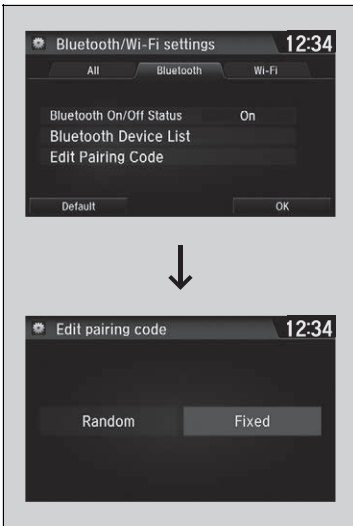 Bluetooth/Wi-Fi settings 12:34
All Bluetooth Wi-Fi
Bluetooth On/Off Status On
Bluetooth Device List
Edit Pairing Code
Default OK
Edit pairing code 12:34
Random Fixed